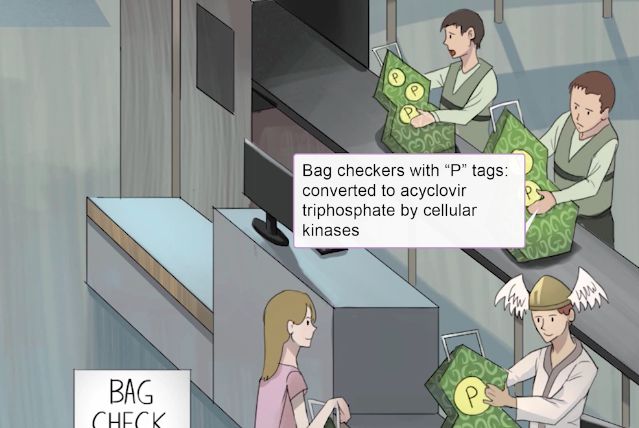 P
P
P
Bag checkers with “P” tags:
converted to acyclovir
triphosphate by cellular
kinases
P
P
BAG
CHECK